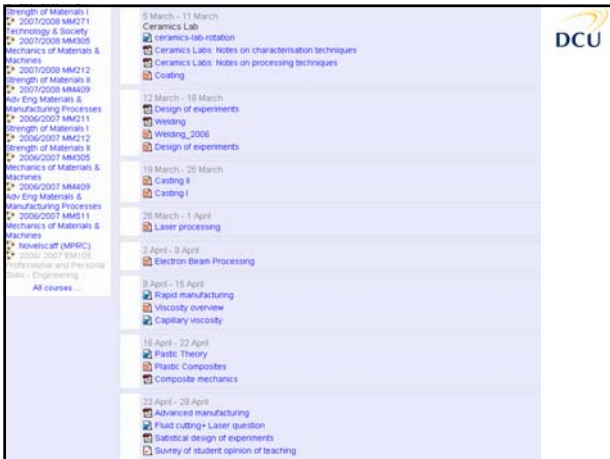 Strength of Materials I
2007/2008 MM271
Technology & Society
2007/2008 MM305
Mechanics of Materials &
Machines
2007/2008 MM212
Strength of Materials II
2007/2008 MM409
Adv Eng Materials &
Manufacturing Processes
2006/2007 MM211
Strength of Materials I
2006/2007 MM212
Strength of Materials II
2006/2007 MM305
Mechanics of Materials &
Machines
2006/2007 MM409
Adv Eng Materials &
Manufacturing Processes
2006/2007 MM511
Mechanics of Materials &
Machines
Novelscaff (MPRC)
2006/ 2007 EM105
Professional and Personal
Skills - Engineering
All courses ...
5 March - 11 March
Ceramics Lab
ceramics-lab-rotation
Ceramics Labs: Notes on characterisation techniques
Ceramics Labs: Notes on processing techniques
Coating
12 March - 18 March
Design of experiments
Welding
Welding_2006
Design of experiments
19 March - 25 March
Casting II
Casting I
26 March - 1 April
Laser processing
2 April - 8 April
Electron Beam Processing
9 April - 15 April
Rapid manufacturing
Viscosity overview
Capillary viscosity
16 April - 22 April
Pastic Theory
Plastic Composites
Composite mechanics
23 April - 29 April
Advanced manufacturing
Fluid cutting+ Laser question
Satistical design of experiments
Suvrey of student opinion of teaching
DCU